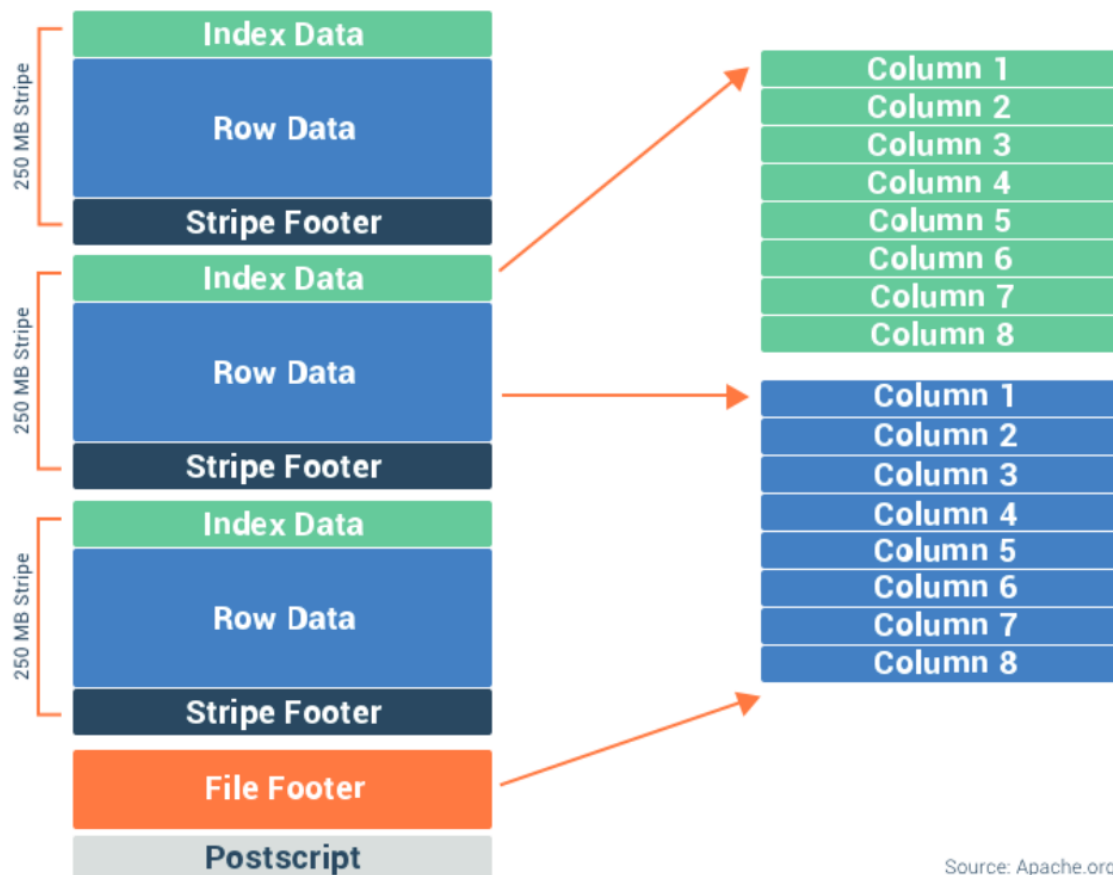 250 MB Stripe
Index Data
Row Data
Stripe Footer
250 MB Stripe
Index Data
Row Data
Stripe Footer
250 MB Stripe
Index Data
Row Data
Stripe Footer
File Footer
Postscript
Column 1
Column 2
Column 3
Column 4
Column 5
Column 6
Column 7
Column 8
Column 1
Column 2
Column 3
Column 4
Column 5
Column 6
Column 7
Column 8
Source: Apache.org